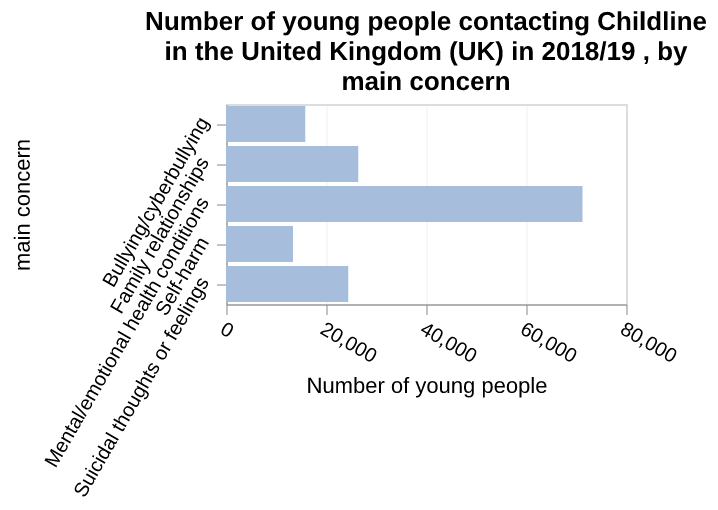 Number of young people contacting Childline
in the United Kingdom (UK) in 2018/19 , by
main concern
main concern
Bullying/cyberbullying
Family relationships
Mental/emotional health conditions
Self-harm
Suicidal thoughts or feelings
0
20,000
40,000
60,000
80,000
Number of young people